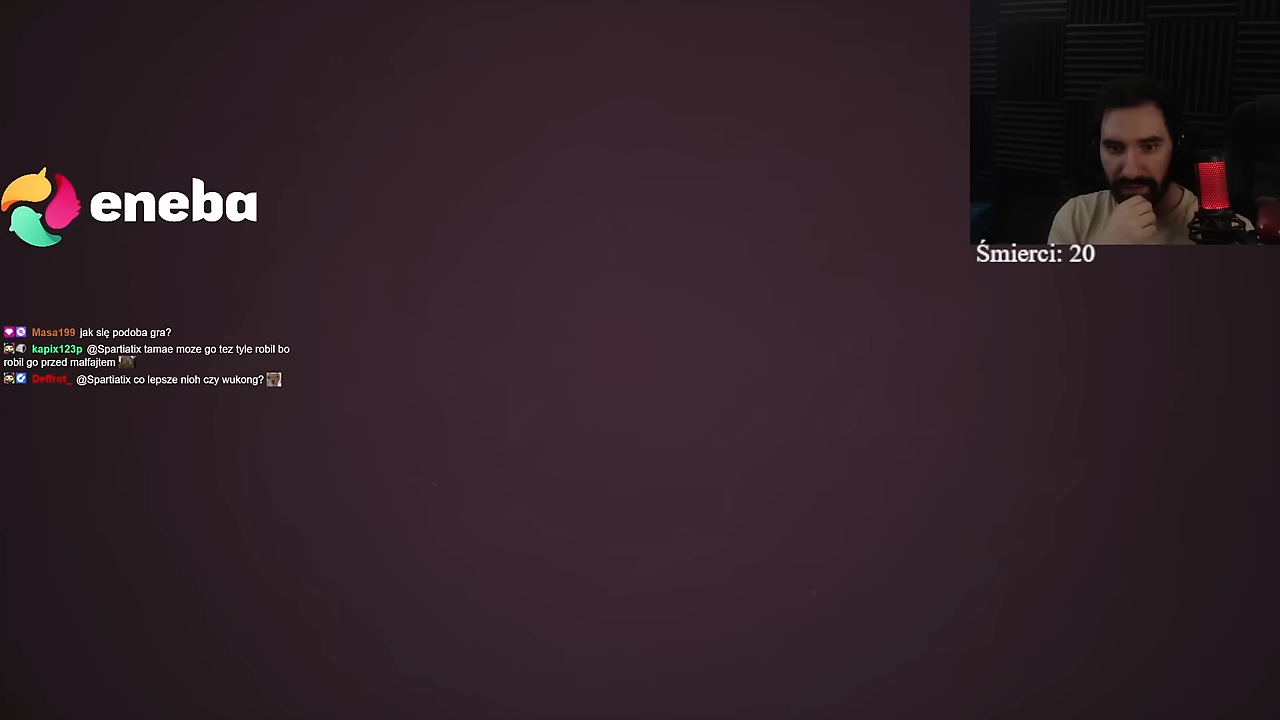 eneba
Śmierci: 20
Masa199 jak się podoba gra?
kapix123p @Spartiatix tamae moze go tez tyle robil bo
robil go przed malfajtem
Deffrot_ @Spartiatix co lepsze nioh czy wukong?